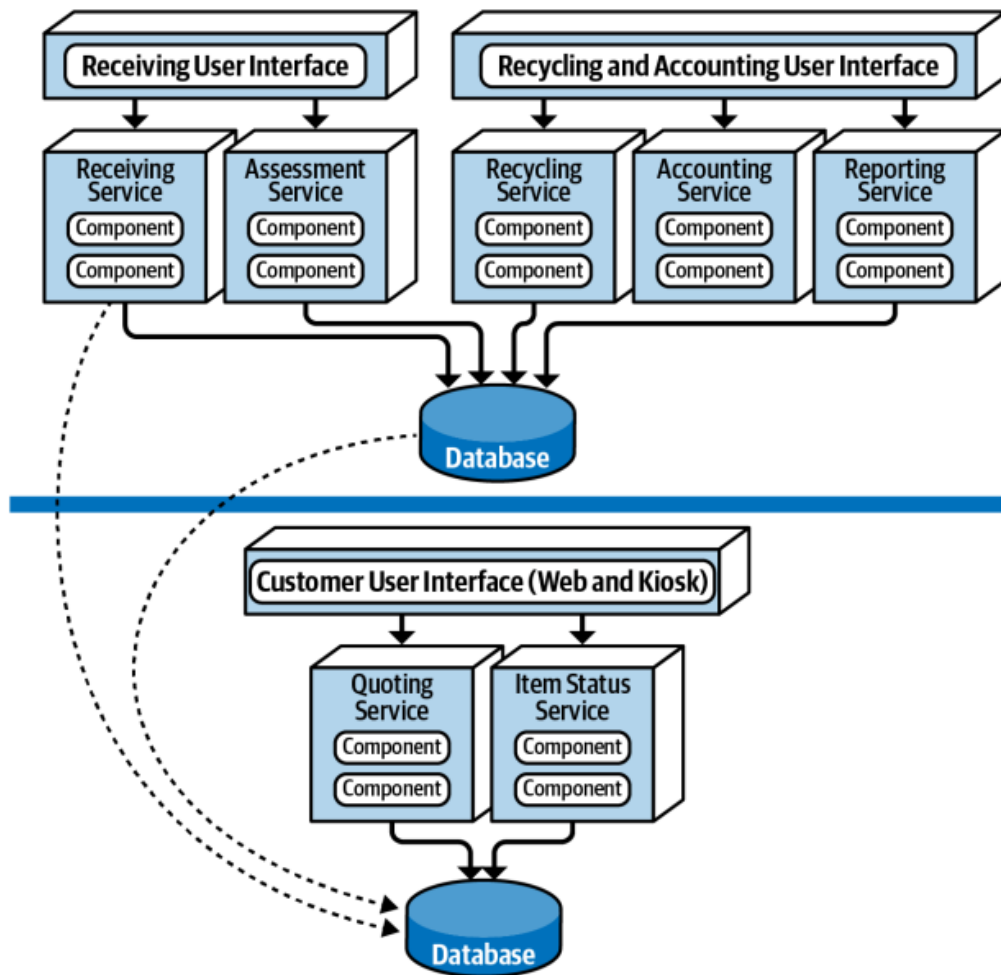 Receiving User Interface
Recycling and Accounting User Interface
Receiving
Service
Component
Component
Assessment
Service
Component
Component
Recycling
Service
Component
Component
Accounting
Service
Component
Component
Reporting
Service
Component
Component
Database
Customer User Interface (Web and Kiosk)
Quoting
Service
Component
Component
Item Status
Service
Component
Component
Database